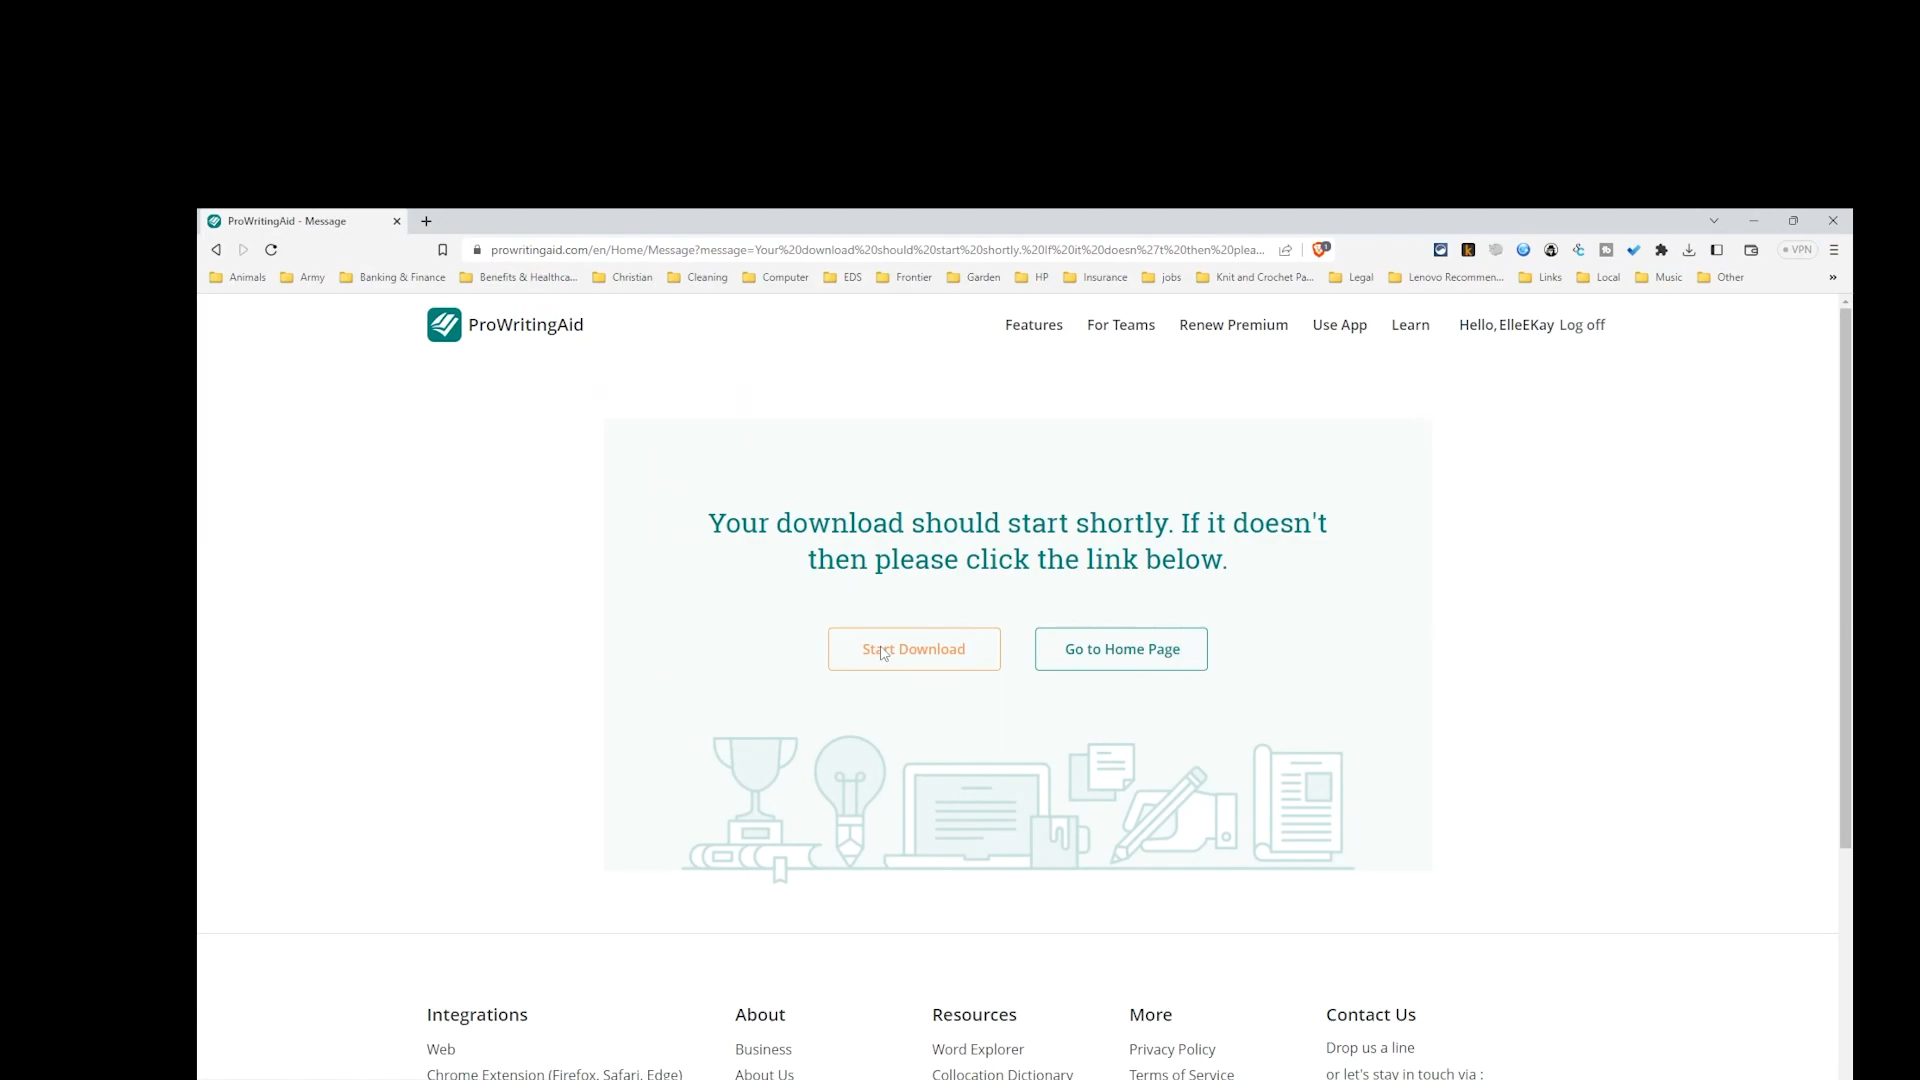 ProWritingAid - Message
prowritingaid.com/en/Home/Message?message=Your%20download%20should%20start%20shortly.%20If%20it%20doesn%27t%20then%20plea...
VPN
Animals
Army
Banking & Finance
Benefits & Healthca...
Christian
Cleaning
Computer
EDS
Frontier
Garden
HP
Insurance
jobs
Knit and Crochet Pa...
Legal
Lenovo Recommen...
Links
Local
Music
Other
ProWritingAid
Features
For Teams
Renew Premium
Use App
Learn
Hello, ElleEKay Log off
Your download should start shortly. If it doesn't
then please click the link below.
Start Download
Go to Home Page
Integrations
Web
Chrome Extension (Firefox, Safari, Edge)
About
Business
About Us
Resources
Word Explorer
Collocation Dictionary
More
Privacy Policy
Terms of Service
Contact Us
Drop us a line
or let's stay in touch via :